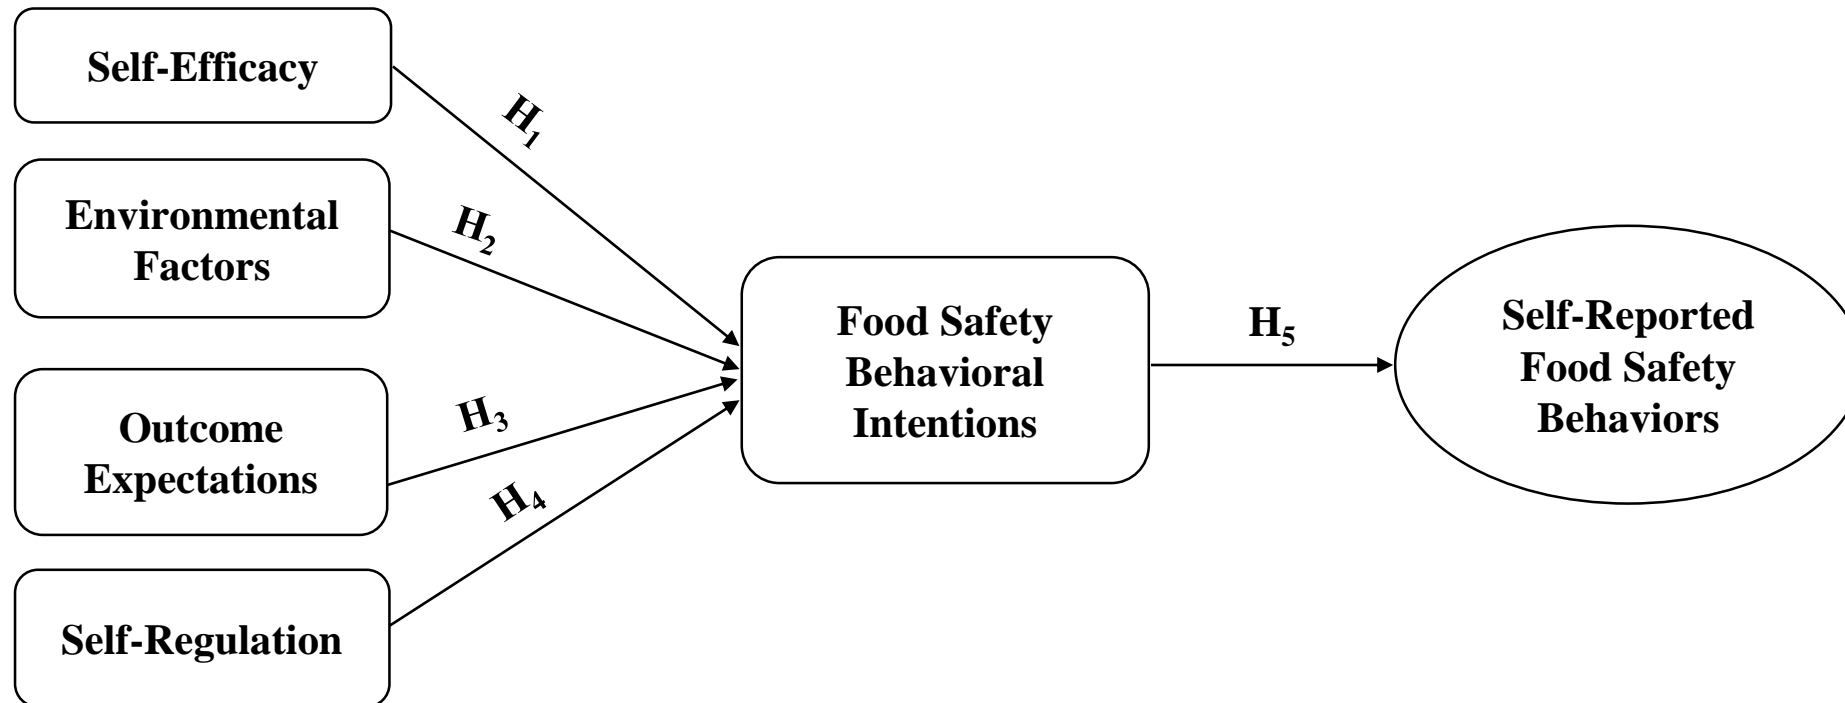 Self-Efficacy
H₁
Environmental
Factors
H₂
Outcome
Expectations
H₃
Self-Regulation
H₄
Food Safety
Behavioral
Intentions
H₅
Self-Reported
Food Safety
Behaviors